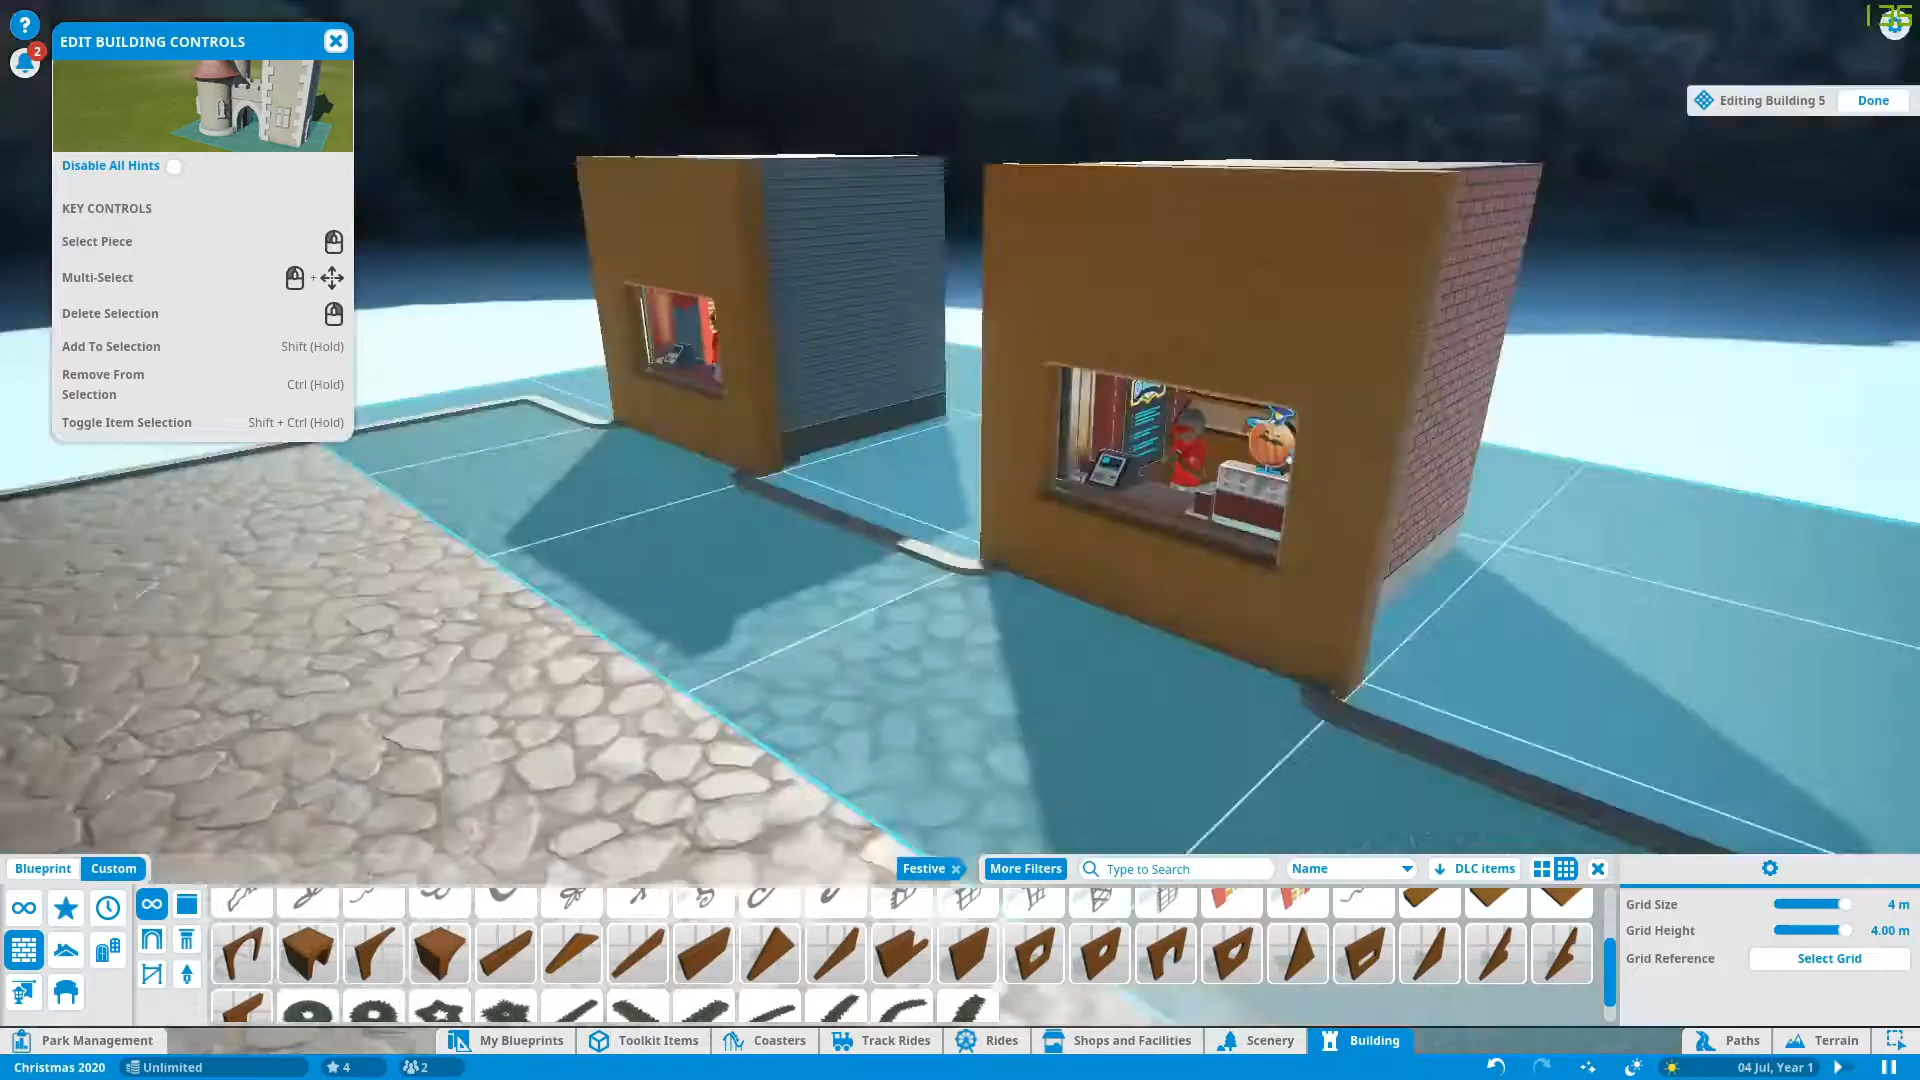 ?
2
EDIT BUILDING CONTROLS
Disable All Hints
KEY CONTROLS
Select Piece
Multi-Select
+
Delete Selection
Add To Selection
Shift (Hold)
Remove From
Selection
Ctrl (Hold)
Toggle Item Selection
Shift + Ctrl (Hold)
135
Editing Building 5
Done
Blueprint
Custom
Festive
More Filters
Type to Search
Name
DLC items
Grid Size
4 m
Grid Height
4.00 m
Grid Reference
Select Grid
Park Management
My Blueprints
Toolkit Items
Coasters
Track Rides
Rides
Shops and Facilities
Scenery
Building
Paths
Terrain
Christmas 2020
Unlimited
4
2
04 Jul, Year 1